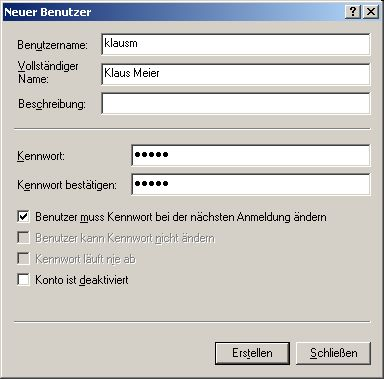 Neuer Benutzer
Benutzername: klausm
Vollständiger Name: Klaus Meier
Beschreibung:
Kennwort: ●●●●●
Kennwort bestätigen: ●●●●●
Benutzer muss Kennwort bei der nächsten Anmeldung ändern
Benutzer kann Kennwort nicht ändern
Kennwort läuft nie ab
Konto ist deaktiviert
Erstellen Schließen